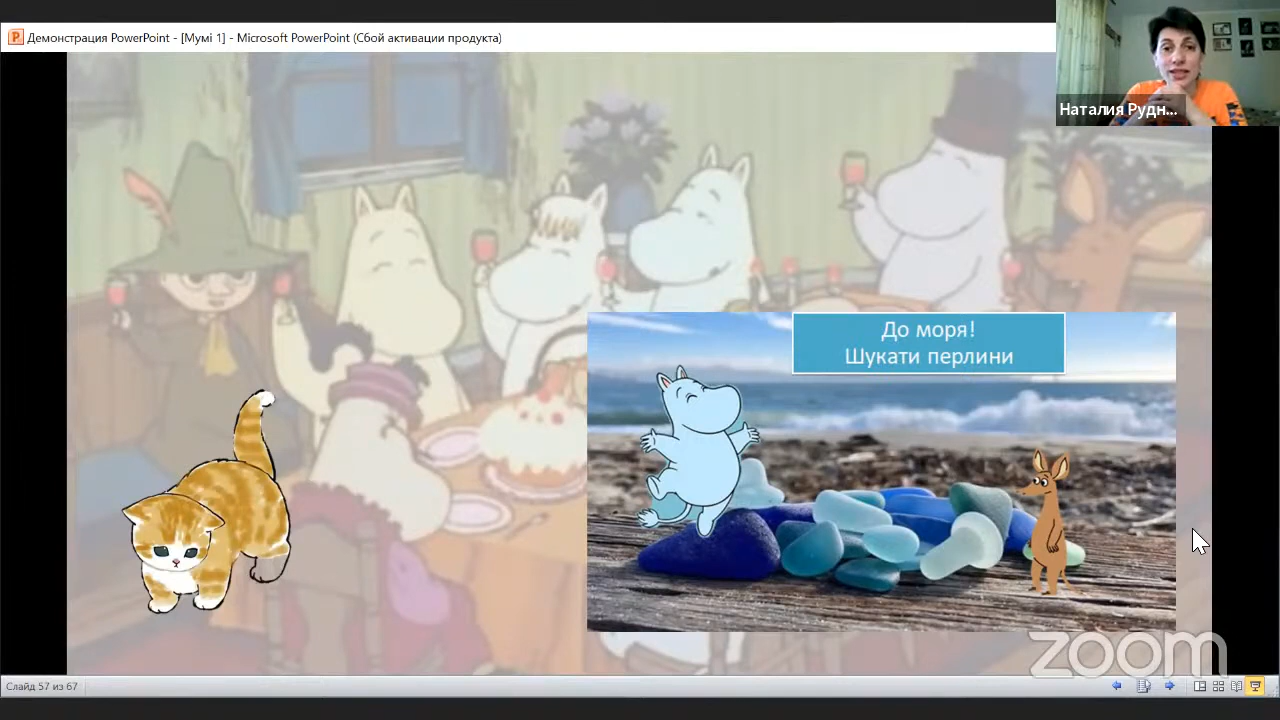 Демонстрация PowerPoint - [Мумі 1] - Microsoft PowerPoint (Сбой активации продукта)
Наталия Рудн...
До моря!
Шукати перлини
zoom
Слайд 57 из 67